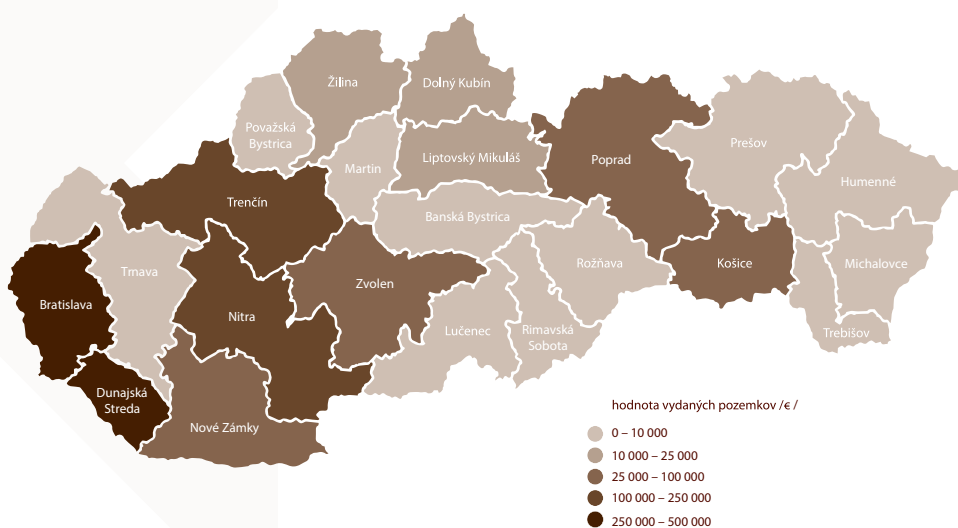 Žilina
Dolný Kubín
Považská
Bystrica
Martin
Liptovský Mikuláš
Poprad
Prešov
Humenné
Trenčín
Banská Bystrica
Trnava
Zvolen
Rožňava
Košice
Michalovce
Bratislava
Nitra
Lučenec
Rimavská
Sobota
Trebišov
Dunajská
Streda
Nové Zámky
hodnota vydaných pozemkov /€ /
0 – 10 000
10 000 – 25 000
25 000 – 100 000
100 000 – 250 000
250 000 – 500 000